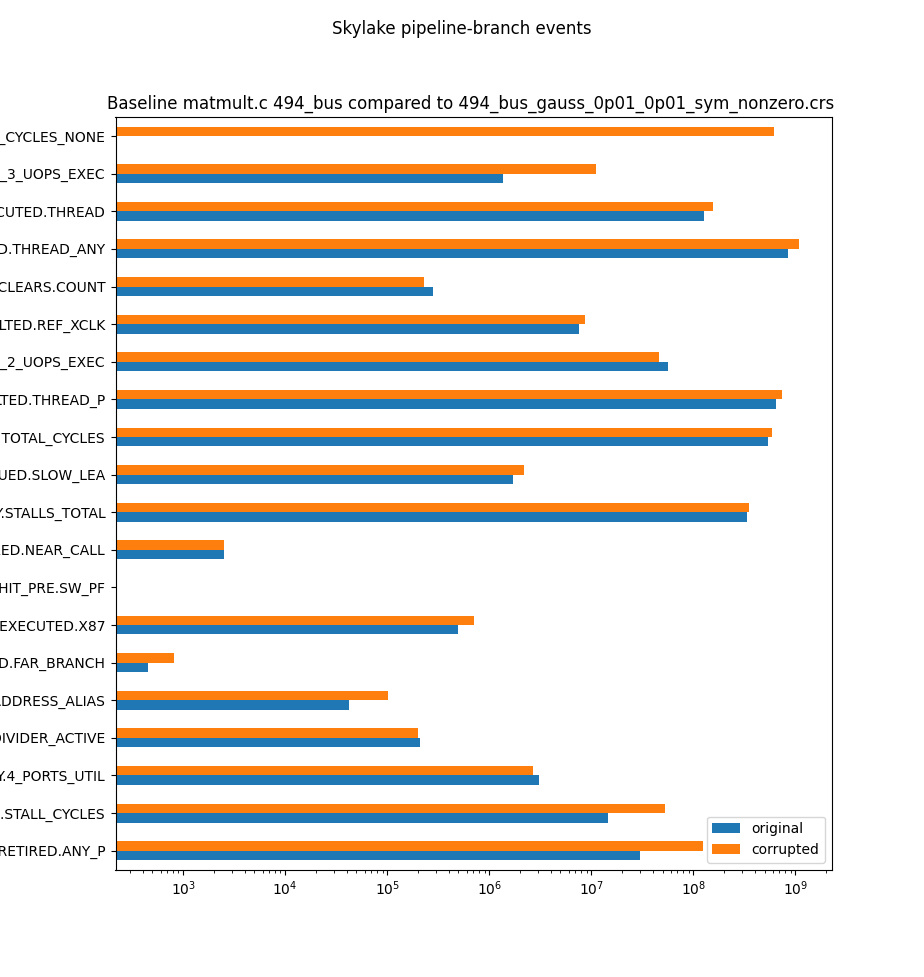 Skylake pipeline-branch events
Baseline matmult.c 494_bus compared to 494_bus_gauss_0p01_0p01_sym_nonzero.crs
_CYCLES_NONE
_3_UOPS_EXEC
CUTED.THREAD
D.THREAD_ANY
CLEARS.COUNT
LTED.REF_XCLK
_2_UOPS_EXEC
LTED.THREAD_P
TOTAL_CYCLES
UED.SLOW_LEA
Y.STALLS_TOTAL
ED.NEAR_CALL
HIT_PRE.SW_PF
EXECUTED.X87
D.FAR_BRANCH
ADDRESS_ALIAS
DIVIDER_ACTIVE
Y.4_PORTS_UTIL
.STALL_CYCLES
RETIRED.ANY_P
original
corrupted
10³ 10⁴ 10⁵ 10⁶ 10⁷ 10⁸ 10⁹